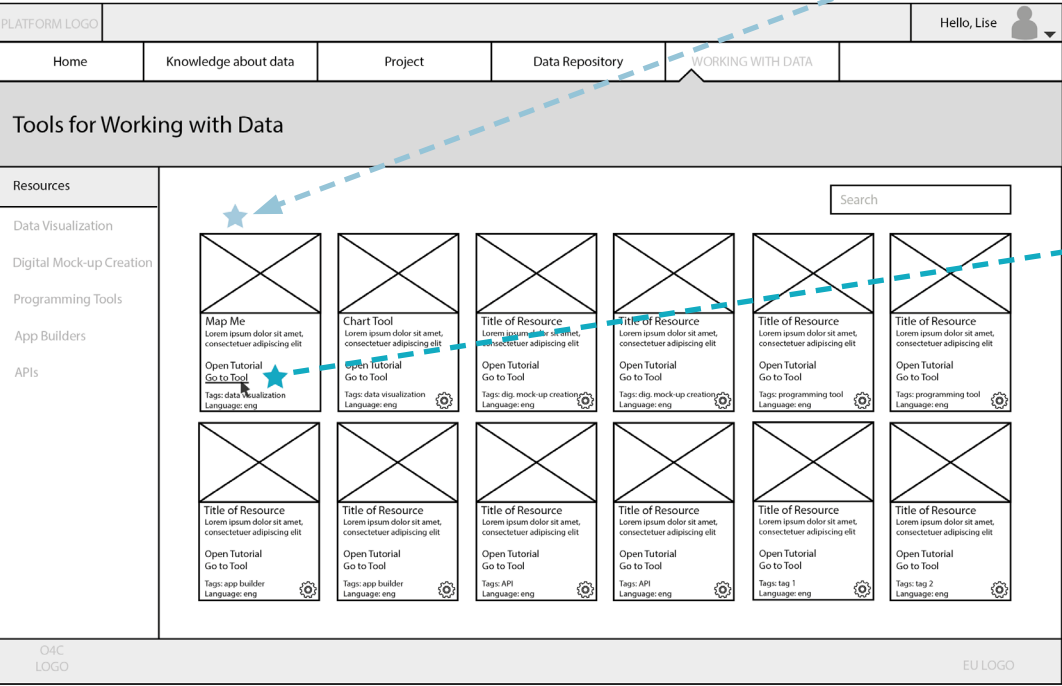 PLATFORM LOGO
Hello, Lise
Home
Knowledge about data
Project
Data Repository
WORKING WITH DATA
Tools for Working with Data
Resources
Data Visualization
Digital Mock-up Creation
Programming Tools
App Builders
APIs
Search
Map Me
Lorem ipsum dolor sit amet,
consectetuer adipiscing elit
Open Tutorial
Go to Tool
Tags: data visualization
Language: eng
Chart Tool
Lorem ipsum dolor sit amet,
consectetuer adipiscing elit
Open Tutorial
Go to Tool
Tags: data visualization
Language: eng
Title of Resource
Lorem ipsum dolor sit amet,
consectetuer adipiscing elit
Open Tutorial
Go to Tool
Tags: dig. mock-up creation
Language: eng
Title of Resource
Lorem ipsum dolor sit amet,
consectetuer adipiscing elit
Open Tutorial
Go to Tool
Tags: dig. mock-up creation
Language: eng
Title of Resource
Lorem ipsum dolor sit amet,
consectetuer adipiscing elit
Open Tutorial
Go to Tool
Tags: programming tool
Language: eng
Title of Resource
Lorem ipsum dolor sit amet,
consectetuer adipiscing elit
Open Tutorial
Go to Tool
Tags: programming tool
Language: eng
Title of Resource
Lorem ipsum dolor sit amet,
consectetuer adipiscing elit
Open Tutorial
Go to Tool
Tags: app builder
Language: eng
Title of Resource
Lorem ipsum dolor sit amet,
consectetuer adipiscing elit
Open Tutorial
Go to Tool
Tags: app builder
Language: eng
Title of Resource
Lorem ipsum dolor sit amet,
consectetuer adipiscing elit
Open Tutorial
Go to Tool
Tags: API
Language: eng
Title of Resource
Lorem ipsum dolor sit amet,
consectetuer adipiscing elit
Open Tutorial
Go to Tool
Tags: API
Language: eng
Title of Resource
Lorem ipsum dolor sit amet,
consectetuer adipiscing elit
Open Tutorial
Go to Tool
Tags: tag 1
Language: eng
Title of Resource
Lorem ipsum dolor sit amet,
consectetuer adipiscing elit
Open Tutorial
Go to Tool
Tags: tag 2
Language: eng
O4C
LOGO
EU LOGO